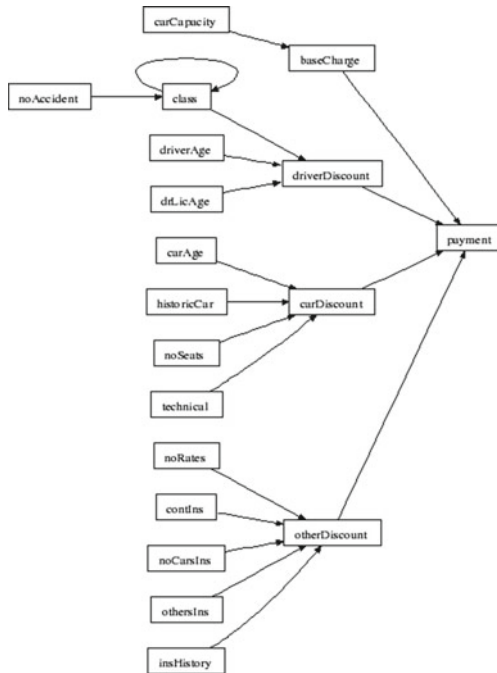 carCapacity
baseCharge
noAccident
class
driverAge
driverDiscount
drLicAge
payment
carAge
historicCar
carDiscount
noSeats
technical
noRates
contIns
otherDiscount
noCarsIns
othersIns
insHistory